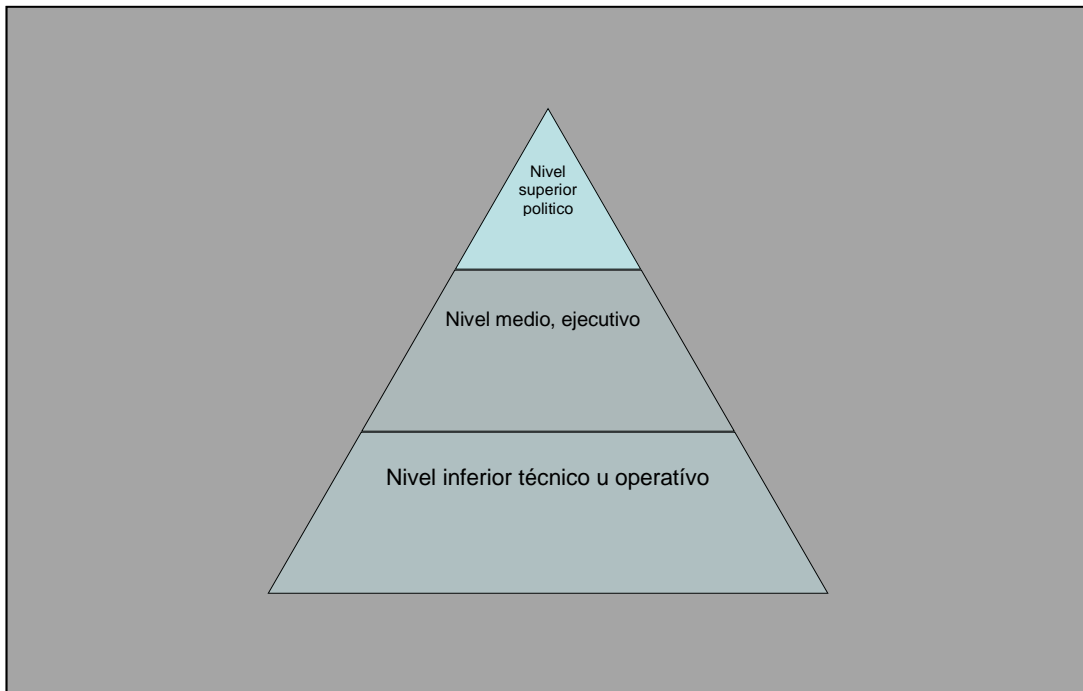 Nivel
superior
politico
Nivel medio, ejecutivo
Nivel inferior técnico u operatívo